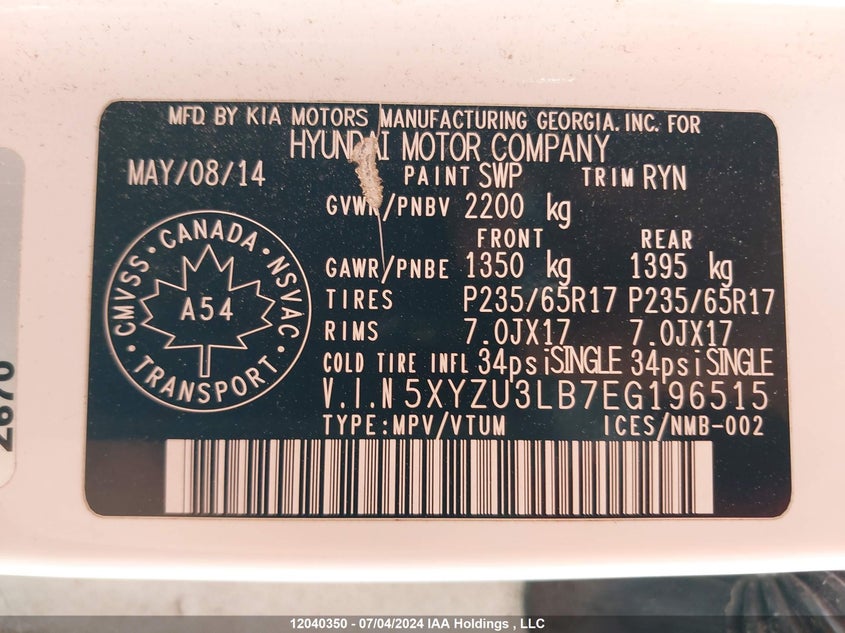 MFD. BY KIA MOTORS MANUFACTURING GEORGIA. INC. FOR
HYUNDAI MOTOR COMPANY
MAY/08/14 PAINT SWP TRIM RYN
GVWR/PNBV 2200 kg
FRONT REAR
GAWR/PNBE 1350 kg 1395 kg
TIRES P235/65R17 P235/65R17
RIMS 7.0JX17 7.0JX17
COLD TIRE INFL 34psiSINGLE 34psiSINGLE
V.I.N 5XYZU3LB7EG196515
TYPE:MPV/VTUM ICES/NMB-002
CMVSS • CANADA • NSVAC • TRANSPORT •
A54
12040350 - 07/04/2024 IAA Holdings , LLC